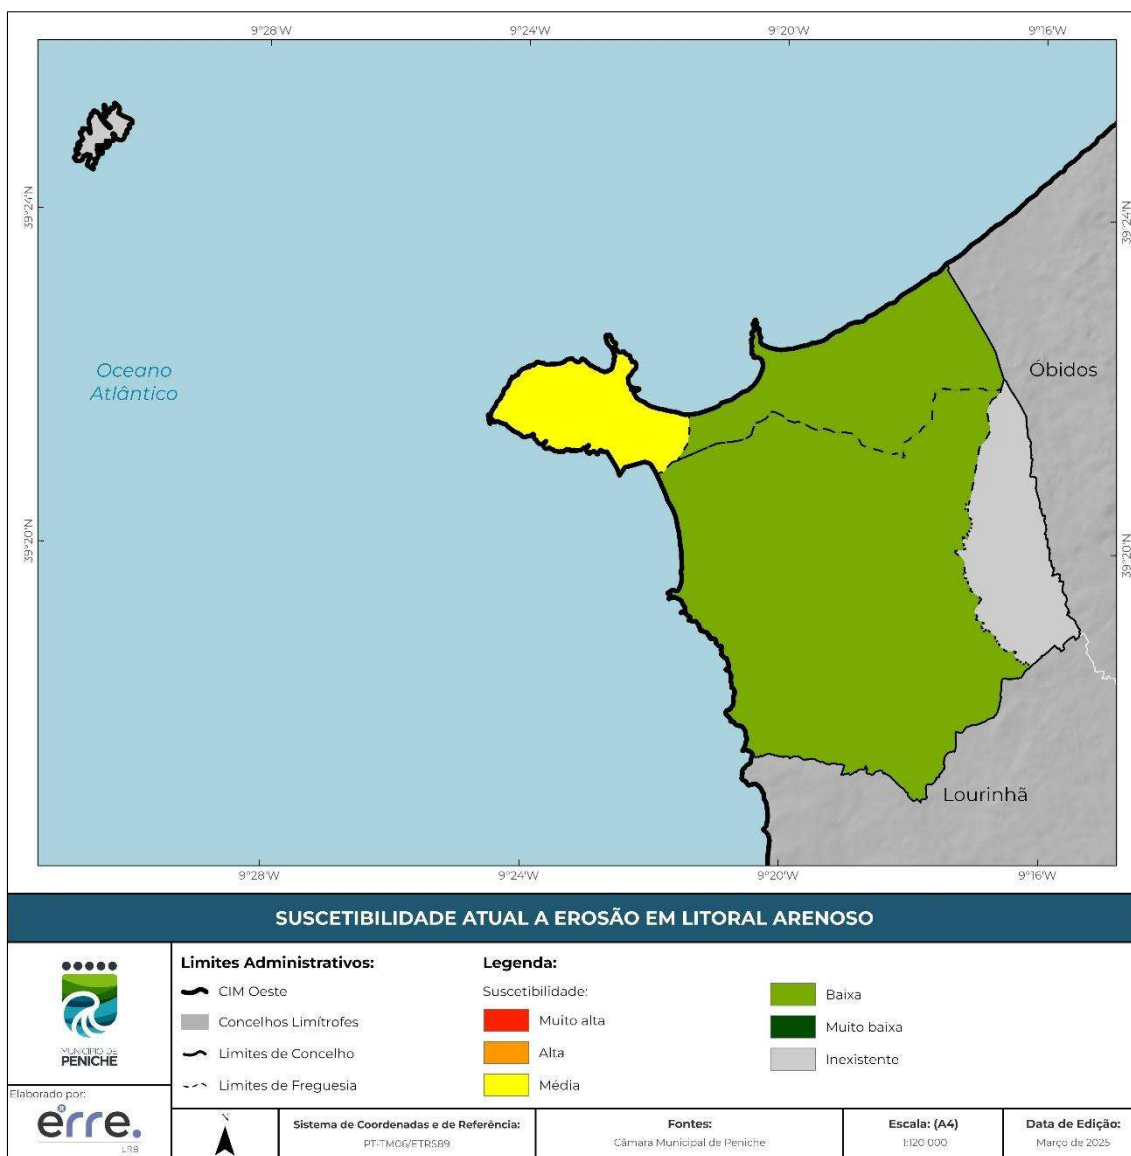 9°28'W
9°24'W
9°20'W
9°16'W
39°24'N
39°24'N
Oceano
Atlântico
Óbidos
39°20'N
39°20'N
Lourinhã
9°28'W
9°24'W
9°20'W
9°16'W
SUSCETIBILIDADE ATUAL A EROSÃO EM LITORAL ARENOSO
MUNICÍPIO DE
PENICHE
Limites Administrativos:
CIM Oeste
Concelhos Limítrofes
Limites de Concelho
Limites de Freguesia
Legenda:
Suscetibilidade:
Muito alta
Alta
Média
Baixa
Muito baixa
Inexistente
Elaborado por:
erre.
R
LRB
N
Sistema de Coordenadas e de Referência:
PT-TM06/ETRS89
Fontes:
Câmara Municipal de Peniche
Escala: (A4)
1:120 000
Data de Edição:
Março de 2025